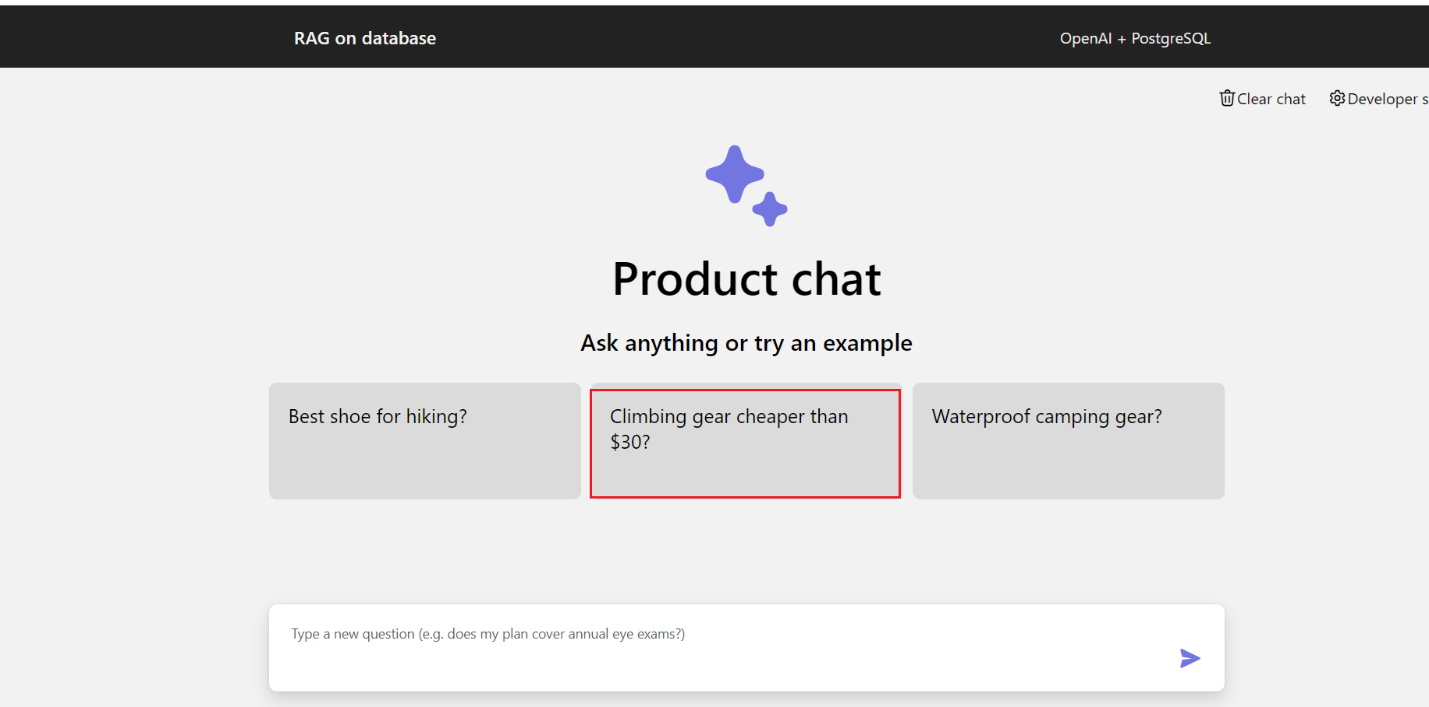 RAG on database
OpenAI + PostgreSQL
Clear chat
Developer s
Product chat
Ask anything or try an example
Best shoe for hiking?
Climbing gear cheaper than
$30?
Waterproof camping gear?
Type a new question (e.g. does my plan cover annual eye exams?)